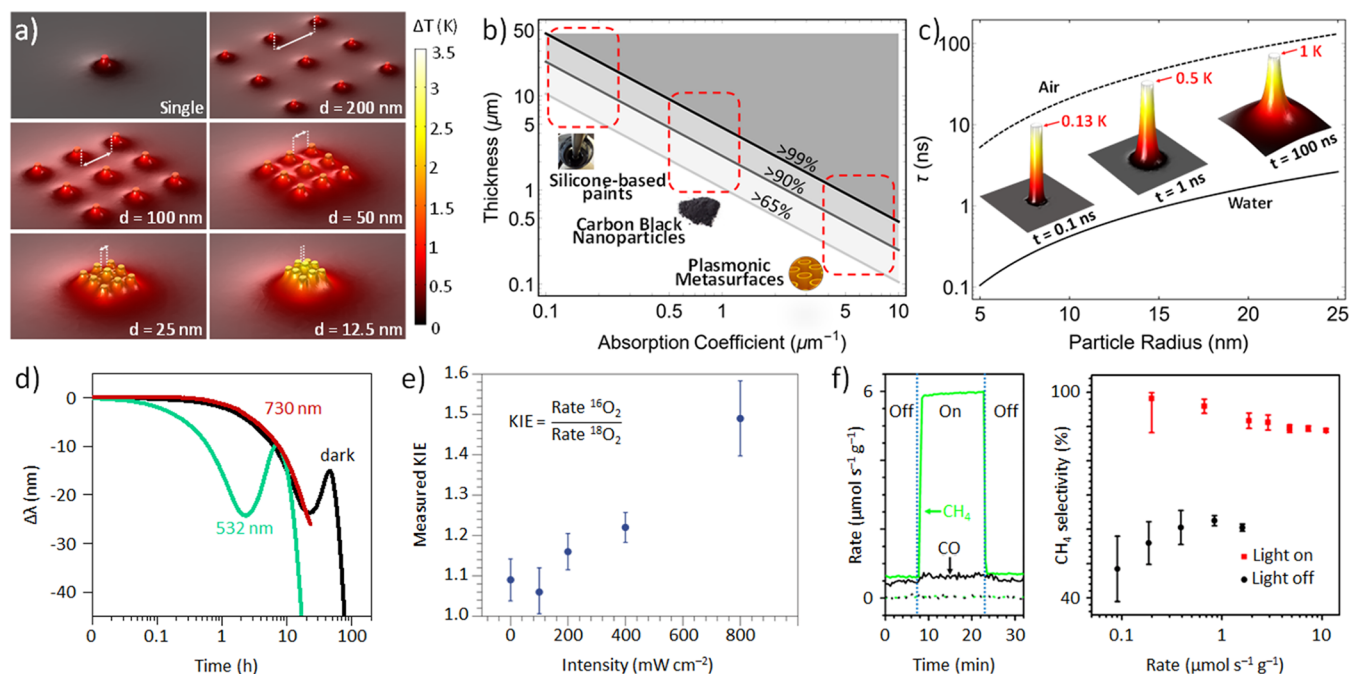 a)
ΔT (K)
3.5
3
2.5
2
1.5
1
0.5
0
Single
d = 200 nm
d = 100 nm
d = 50 nm
d = 25 nm
d = 12.5 nm
b)
Thickness (μm)
50
10
5
1
0.5
0.1
>99%
>90%
>65%
Silicone-based
paints
Carbon Black
Nanoparticles
Plasmonic
Metasurfaces
0.1
0.5
1
5
10
Absorption Coefficient (μm⁻¹)
c)
τ (ns)
100
10
1
0.1
Air
Water
0.13 K
0.5 K
1 K
t = 0.1 ns
t = 1 ns
t = 100 ns
5
10
15
20
25
Particle Radius (nm)
d)
Δλ (nm)
0
-10
-20
-30
-40
730 nm
532 nm
dark
0
0.1
1
10
100
Time (h)
e)
Measured KIE
1.6
1.5
1.4
1.3
1.2
1.1
1.0
KIE = Rate ¹⁶O₂
Rate ¹⁸O₂
0
200
400
600
800
Intensity (mW cm⁻²)
f)
Rate (μmol s⁻¹ g⁻¹)
6
0
Off
On
Off
CH₄
CO
0
10
20
30
Time (min)
CH₄ selectivity (%)
100
40
Light on
Light off
0.1
1
10
Rate (μmol s⁻¹ g⁻¹)